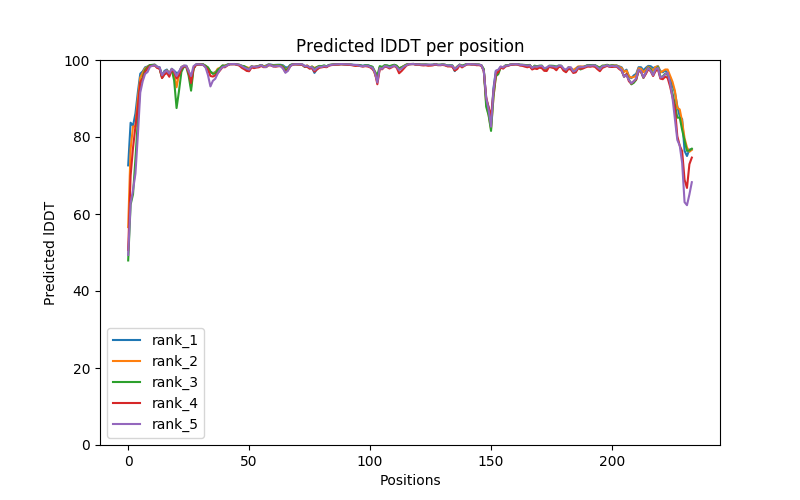 Predicted lDDT per position
Predicted lDDT
100
80
60
40
20
0
rank_1
rank_2
rank_3
rank_4
rank_5
0 50 100 150 200
Positions